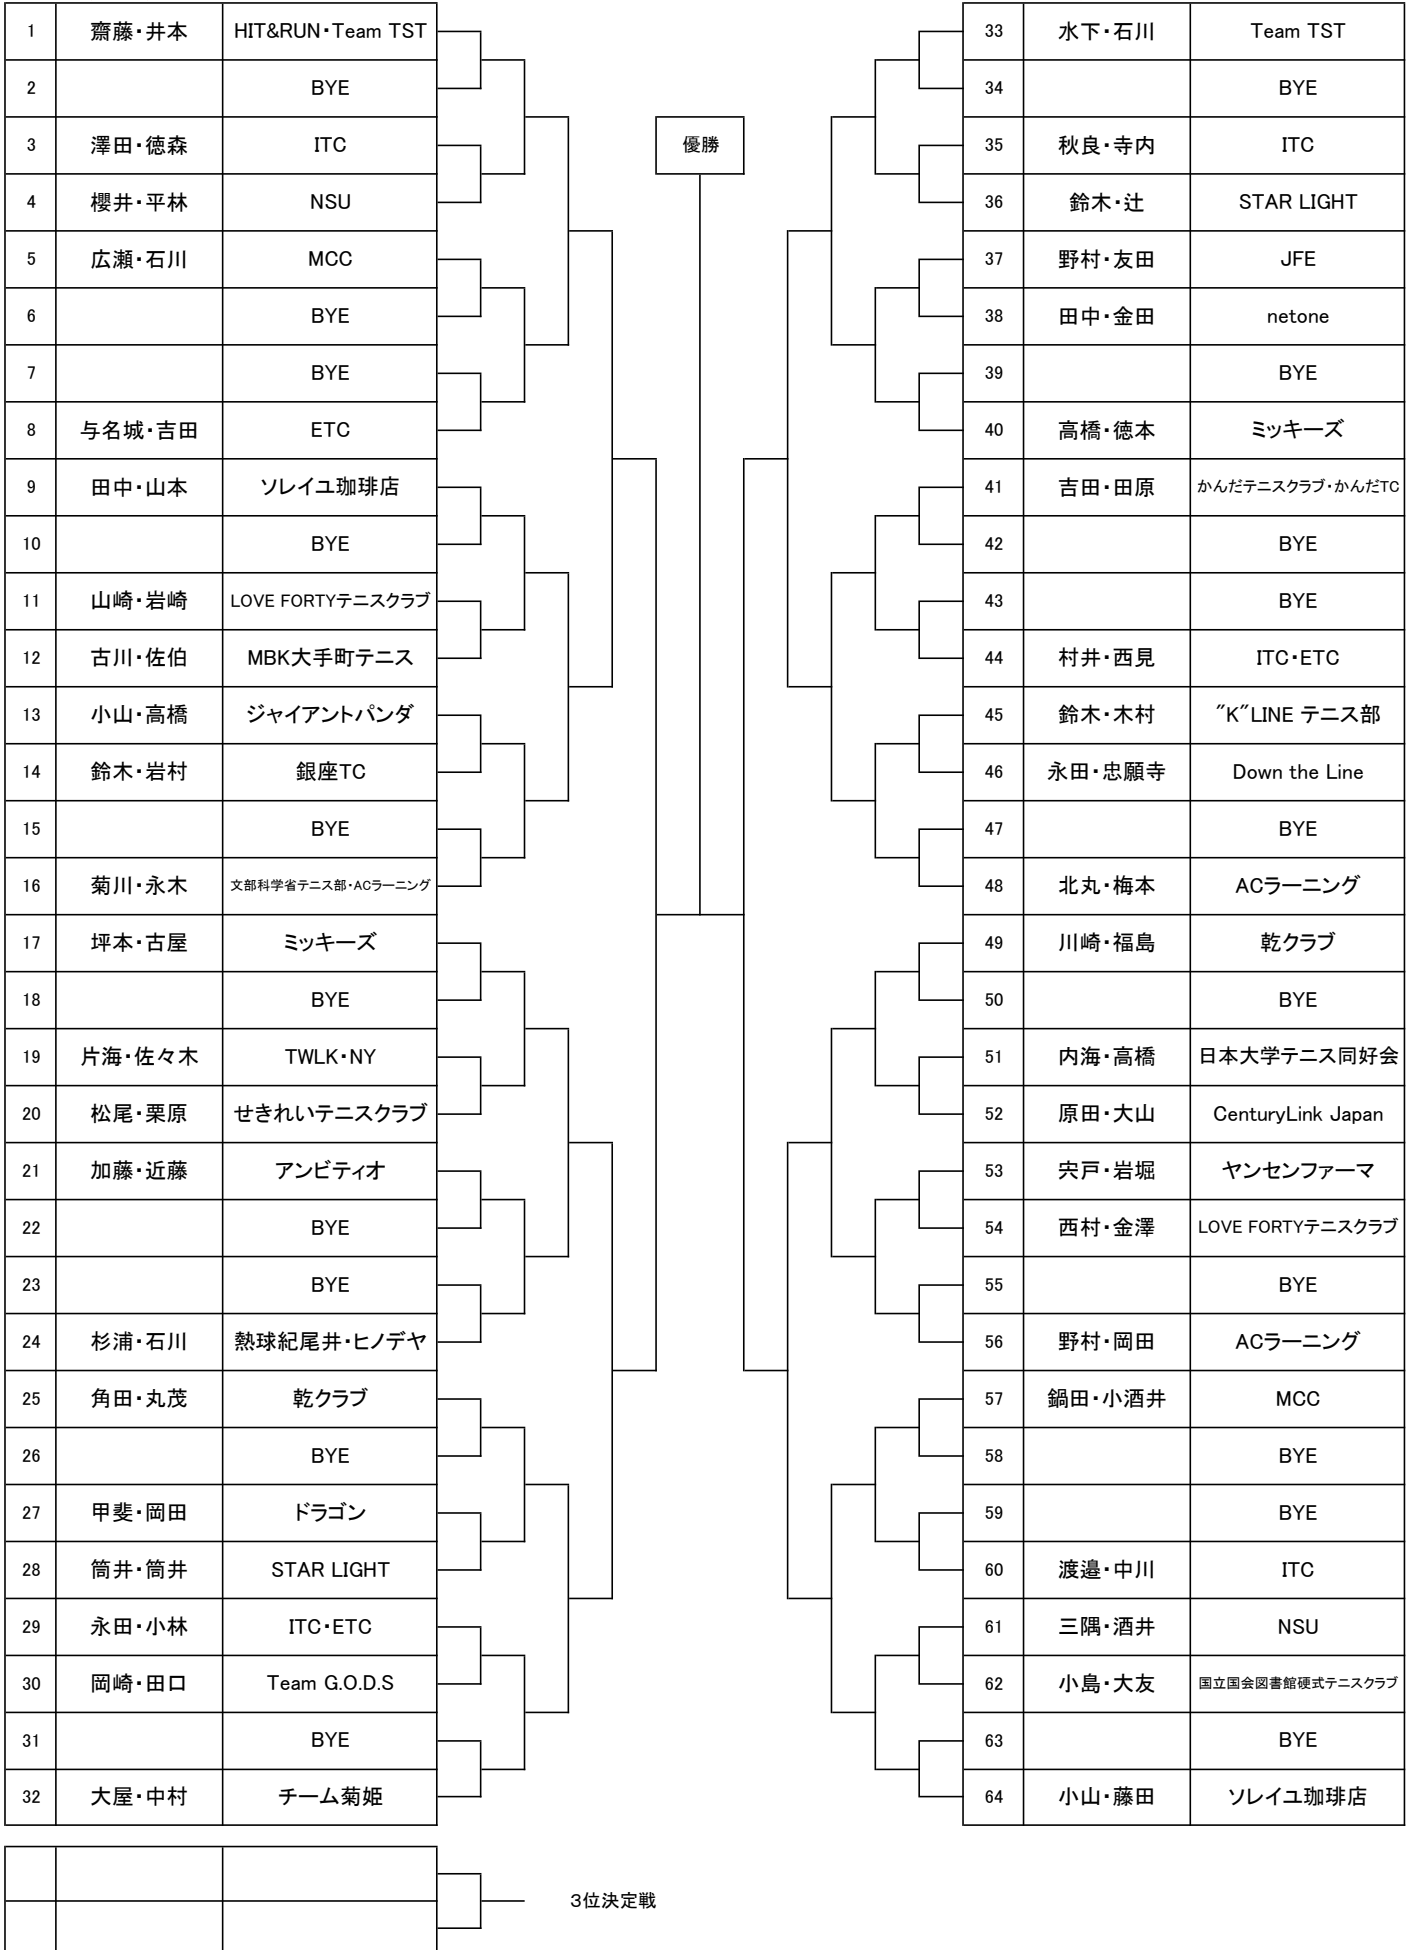 1 齋藤・井本 HIT&RUN・Team TST
2 BYE
3 澤田・徳森 ITC
4 櫻井・平林 NSU
5 広瀬・石川 MCC
6 BYE
7 BYE
8 与名城・吉田 ETC
9 田中・山本 ソレイユ珈琲店
10 BYE
11 山崎・岩崎 LOVE FORTYテニスクラブ
12 古川・佐伯 MBK大手町テニス
13 小山・高橋 ジャイアントパンダ
14 鈴木・岩村 銀座TC
15 BYE
16 菊川・永木 文部科学省テニス部・ACラーニング
17 坪本・古屋 ミッキーズ
18 BYE
19 片海・佐々木 TWLK・NY
20 松尾・栗原 せきれいテニスクラブ
21 加藤・近藤 アンビティオ
22 BYE
23 BYE
24 杉浦・石川 熱球紀尾井・ヒノデヤ
25 角田・丸茂 乾クラブ
26 BYE
27 甲斐・岡田 ドラゴン
28 筒井・筒井 STAR LIGHT
29 永田・小林 ITC・ETC
30 岡崎・田口 Team G.O.D.S
31 BYE
32 大屋・中村 チーム菊姫
優勝
33 水下・石川 Team TST
34 BYE
35 秋良・寺内 ITC
36 鈴木・辻 STAR LIGHT
37 野村・友田 JFE
38 田中・金田 netone
39 BYE
40 高橋・徳本 ミッキーズ
41 吉田・田原 かんだテニスクラブ・かんだTC
42 BYE
43 BYE
44 村井・西見 ITC・ETC
45 鈴木・木村 "K"LINE テニス部
46 永田・忠願寺 Down the Line
47 BYE
48 北丸・梅本 ACラーニング
49 川崎・福島 乾クラブ
50 BYE
51 内海・高橋 日本大学テニス同好会
52 原田・大山 CenturyLink Japan
53 宍戸・岩堀 ヤンセンファーマ
54 西村・金澤 LOVE FORTYテニスクラブ
55 BYE
56 野村・岡田 ACラーニング
57 鍋田・小酒井 MCC
58 BYE
59 BYE
60 渡邉・中川 ITC
61 三隅・酒井 NSU
62 小島・大友 国立国会図書館硬式テニスクラブ
63 BYE
64 小山・藤田 ソレイユ珈琲店
3位決定戦